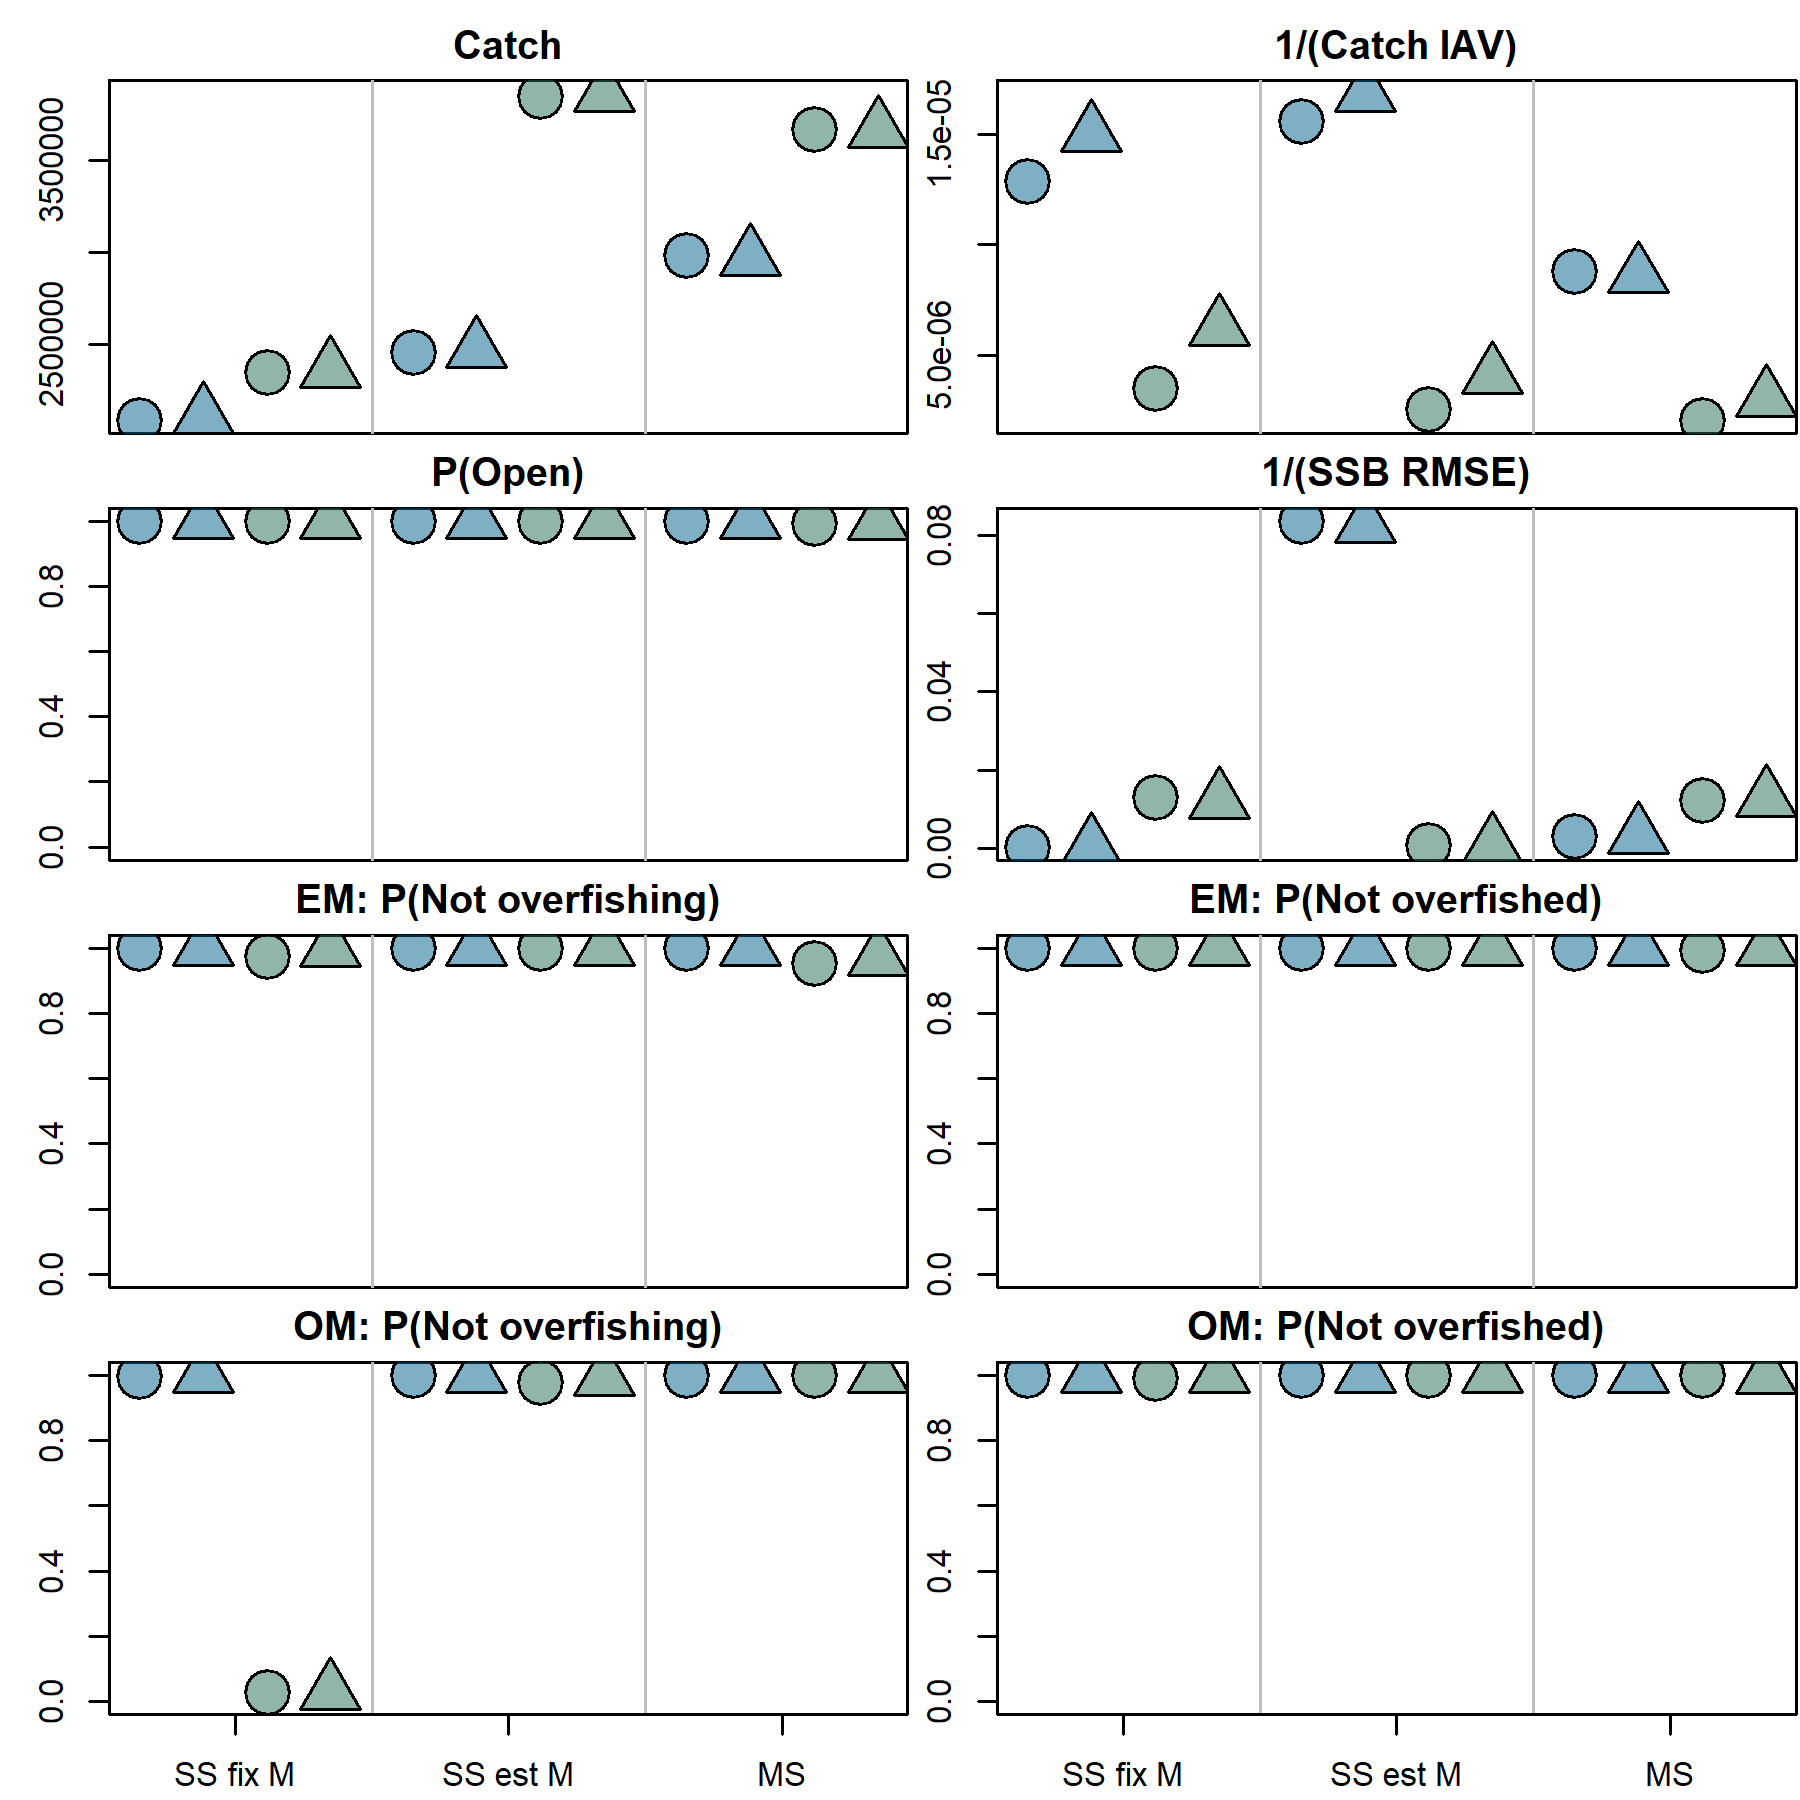 Catch
3500000
2500000
1/(Catch IAV)
1.5e-05
5.0e-06
P(Open)
0.8
0.4
0.0
1/(SSB RMSE)
0.08
0.04
0.00
EM: P(Not overfishing)
0.8
0.4
0.0
EM: P(Not overfished)
0.8
0.4
0.0
OM: P(Not overfishing)
0.8
0.4
0.0
SS fix M SS est M MS
OM: P(Not overfished)
0.8
0.4
0.0
SS fix M SS est M MS